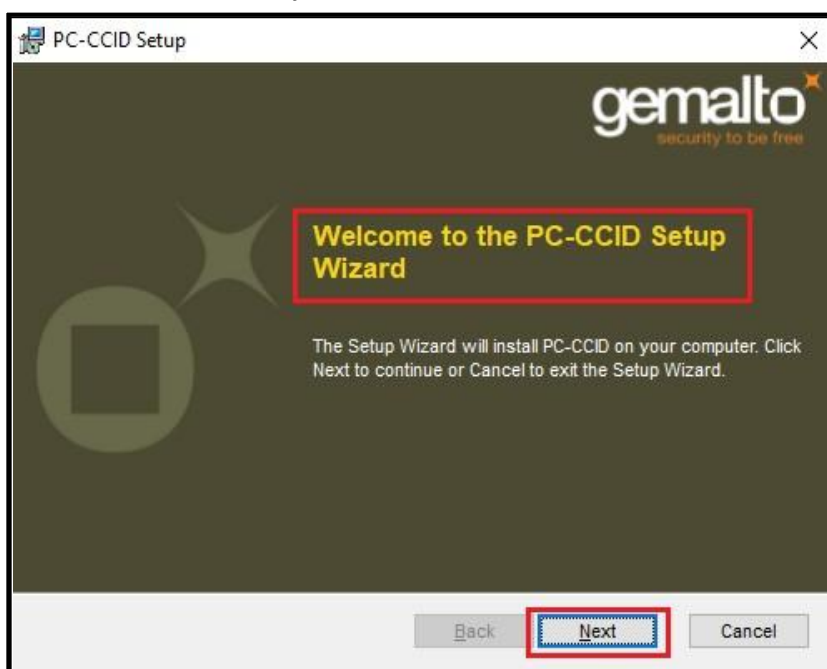 PC-CCID Setup
gemalto
security to be free
Welcome to the PC-CCID Setup
Wizard
The Setup Wizard will install PC-CCID on your computer. Click
Next to continue or Cancel to exit the Setup Wizard.
Back Next Cancel